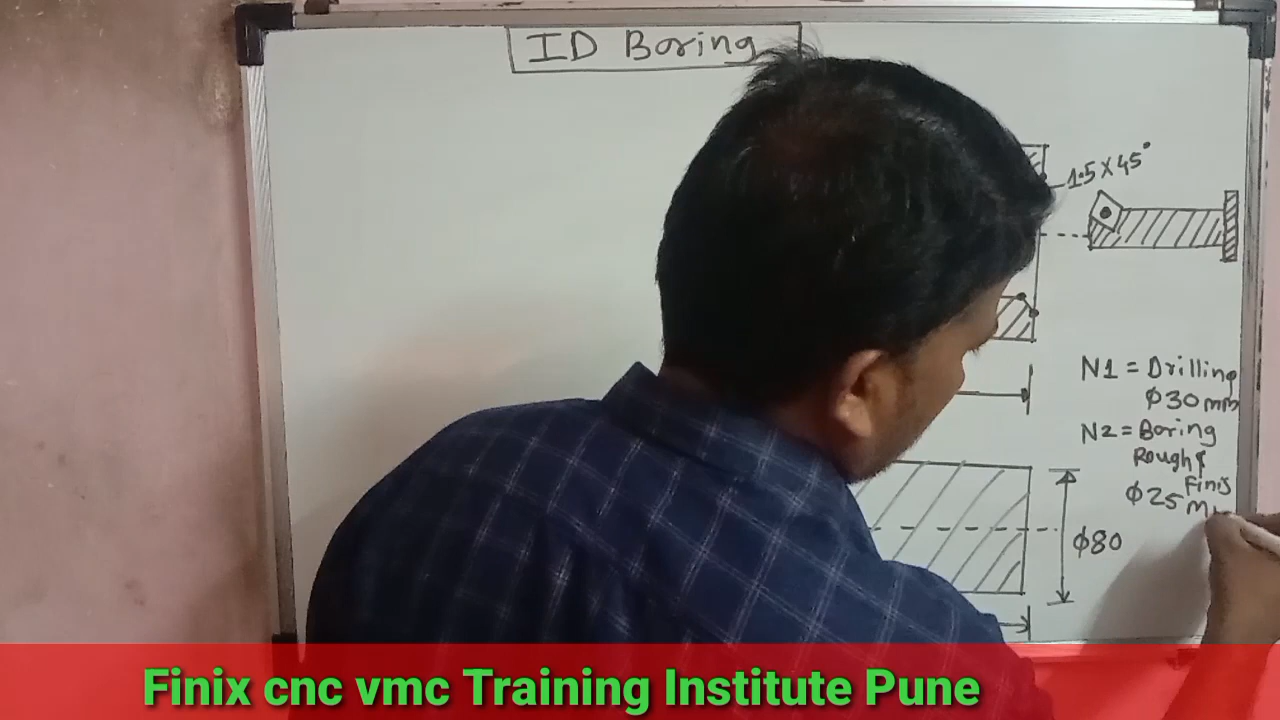 ID Boring
1.5 X 45°
N1 = Drilling
Φ30 mm
N2 = Boring
Rough &
Finis
Φ25
Φ80
Finix cnc vmc Training Institute Pune